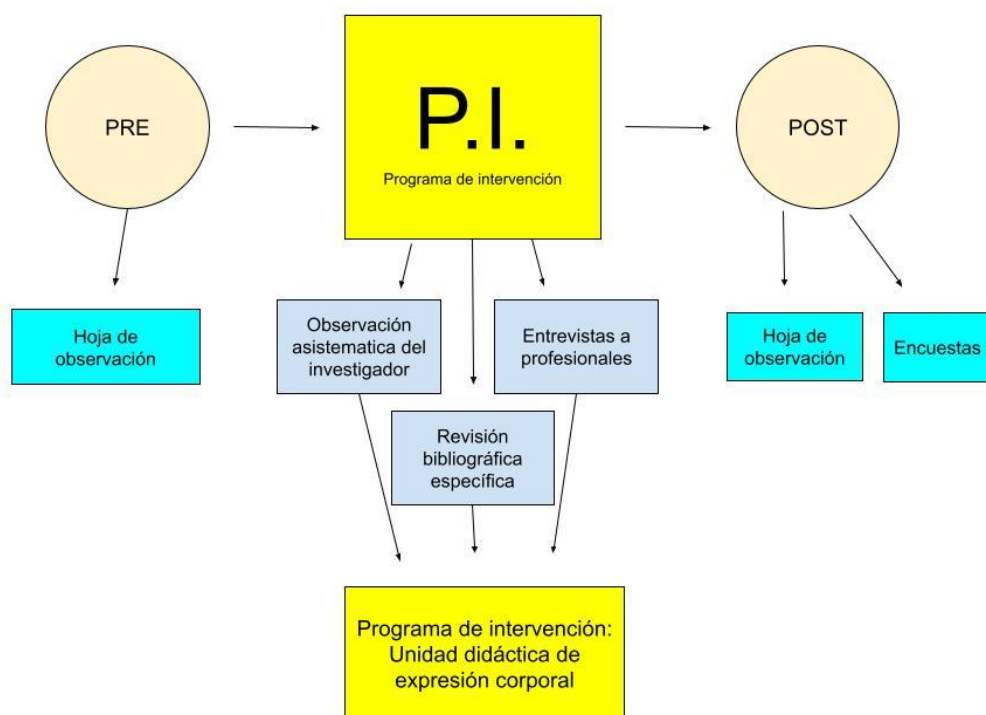 PRE
P.I.
Programa de intervención
POST
Hoja de
observación
Observación
asistematica del
investigador
Entrevistas a
profesionales
Hoja de
observación
Encuestas
Revisión
bibliográfica
específica
Programa de intervención:
Unidad didáctica de
expresión corporal